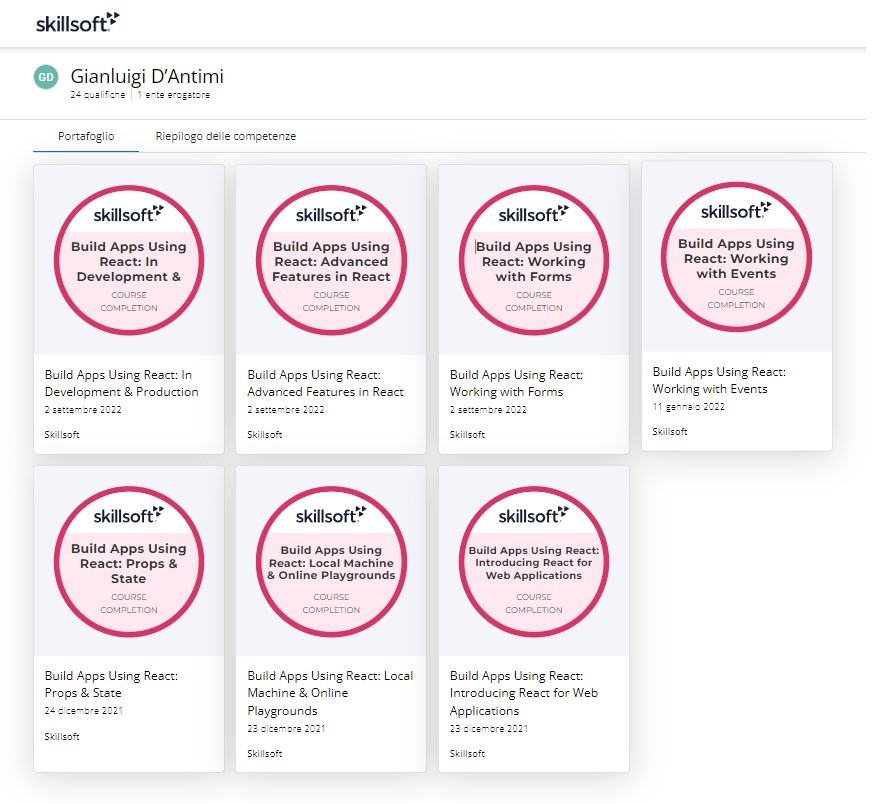 skillsoft
GD
Gianluigi D'Antimi
24 qualifiche | 1 ente erogatore
Portafoglio
Riepilogo delle competenze
skillsoft
Build Apps Using
React: In
Development &
COURSE
COMPLETION
Build Apps Using React: In
Development & Production
2 settembre 2022
Skillsoft
skillsoft
Build Apps Using
React: Advanced
Features in React
COURSE
COMPLETION
Build Apps Using React:
Advanced Features in React
2 settembre 2022
Skillsoft
skillsoft
Build Apps Using
React: Working
with Forms
COURSE
COMPLETION
Build Apps Using React:
Working with Forms
2 settembre 2022
Skillsoft
skillsoft
Build Apps Using
React: Working
with Events
COURSE
COMPLETION
Build Apps Using React:
Working with Events
11 gennaio 2022
Skillsoft
skillsoft
Build Apps Using
React: Props &
State
COURSE
COMPLETION
Build Apps Using React:
Props & State
24 dicembre 2021
Skillsoft
skillsoft
Build Apps Using
React: Local Machine
& Online Playgrounds
COURSE
COMPLETION
Build Apps Using React: Local
Machine & Online
Playgrounds
23 dicembre 2021
Skillsoft
skillsoft
Build Apps Using React:
Introducing React for
Web Applications
COURSE
COMPLETION
Build Apps Using React:
Introducing React for Web
Applications
23 dicembre 2021
Skillsoft